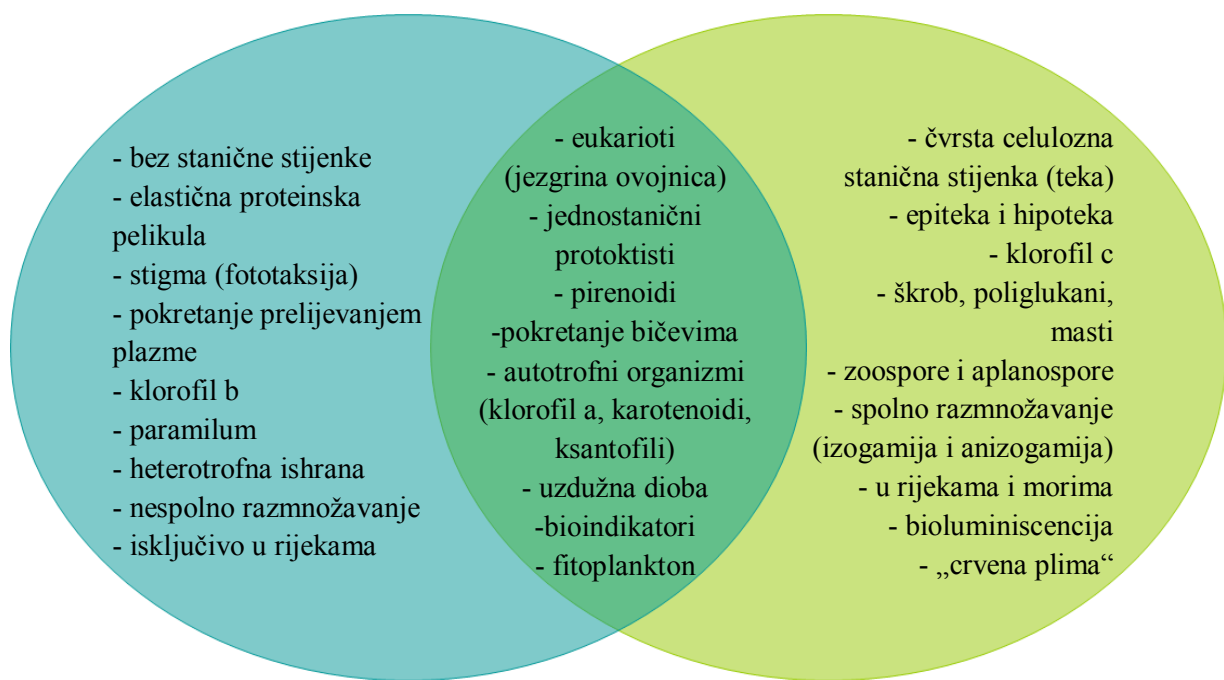 - bez stanične stijenke
- elastična proteinska
pelikula
- stigma (fototaksija)
- pokretanje prelijevanjem
plazme
- klorofil b
- paramilum
- heterotrofna ishrana
- nespolno razmnožavanje
- isključivo u rijekama
- eukarioti
(jezgrina ovojnica)
- jednostanični
protoktisti
- pirenoidi
-pokretanje bičevima
- autotrofni organizmi
(klorofil a, karotenoidi,
ksantofili)
- uzdužna dioba
-bioindikatori
- fitoplankton
- čvrsta celulozna
stanična stijenka (teka)
- epiteka i hipoteka
- klorofil c
- škrob, poliglukani,
masti
- zoospore i aplanospore
- spolno razmnožavanje
(izogamija i anizogamija)
- u rijekama i morima
- bioluminiscencija
- „crvena plima“